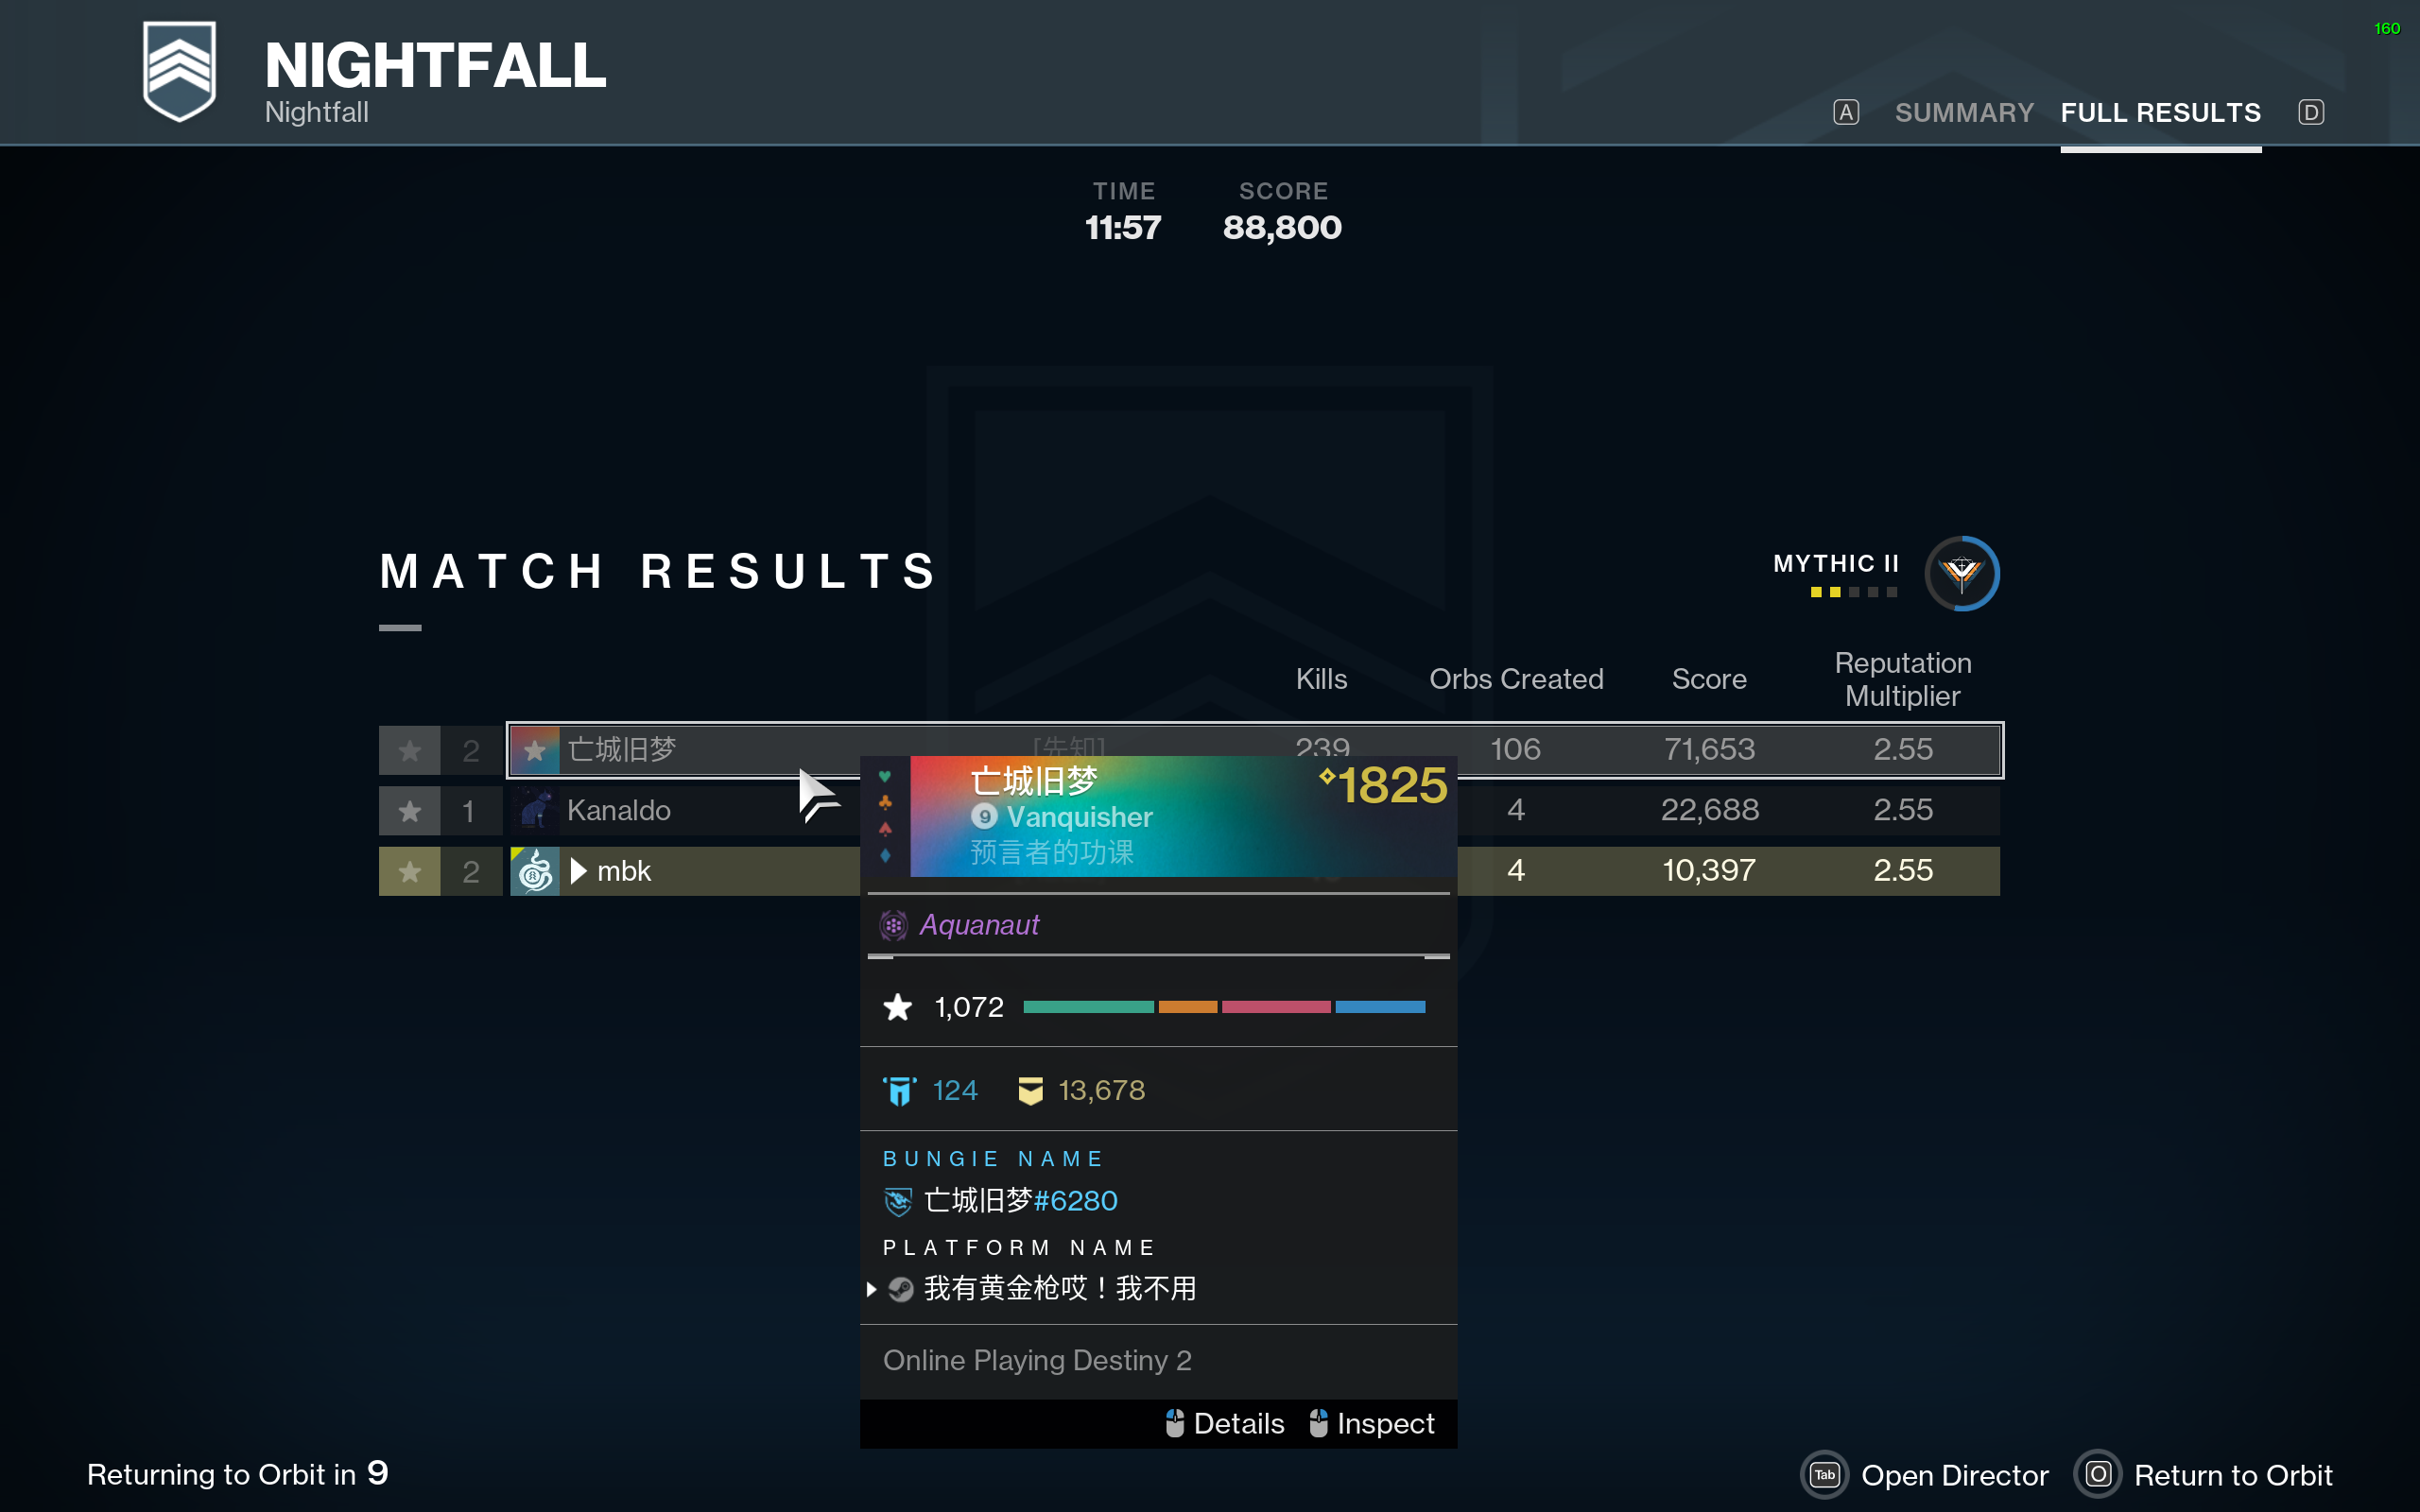 160
NIGHTFALL
Nightfall
A SUMMARY FULL RESULTS D
TIME SCORE
11:57 88,800
MATCH RESULTS
MYTHIC II
Kills Orbs Created Score Reputation Multiplier
2 亡城旧梦 [先知] 239 106 71,653 2.55
1 Kanaldo 4 22,688 2.55
2 mbk 4 10,397 2.55
亡城旧梦 1825
9 Vanquisher
预言者的功课
Aquanaut
1,072
124 13,678
BUNGIE NAME
亡城旧梦#6280
PLATFORM NAME
我有黄金枪哎！我不用
Online Playing Destiny 2
Details Inspect
Returning to Orbit in 9
Tab Open Director O Return to Orbit